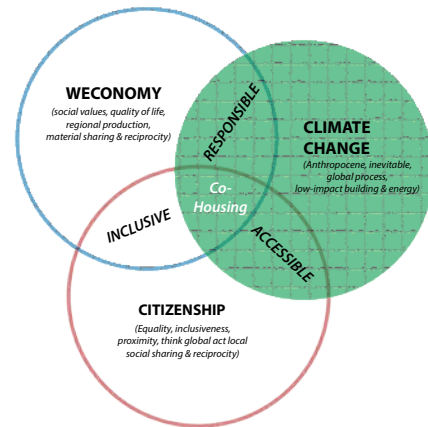 WECONOMY
(social values, quality of life,
regional production,
material sharing & reciprocity)
RESPONSIBLE
CLIMATE
CHANGE
(Anthropocene, inevitable,
global process,
low-impact building & energy)
Co-
Housing
INCLUSIVE
ACCESSIBLE
CITIZENSHIP
(Equality, inclusiveness,
proximity, think global act local
social sharing & reciprocity)